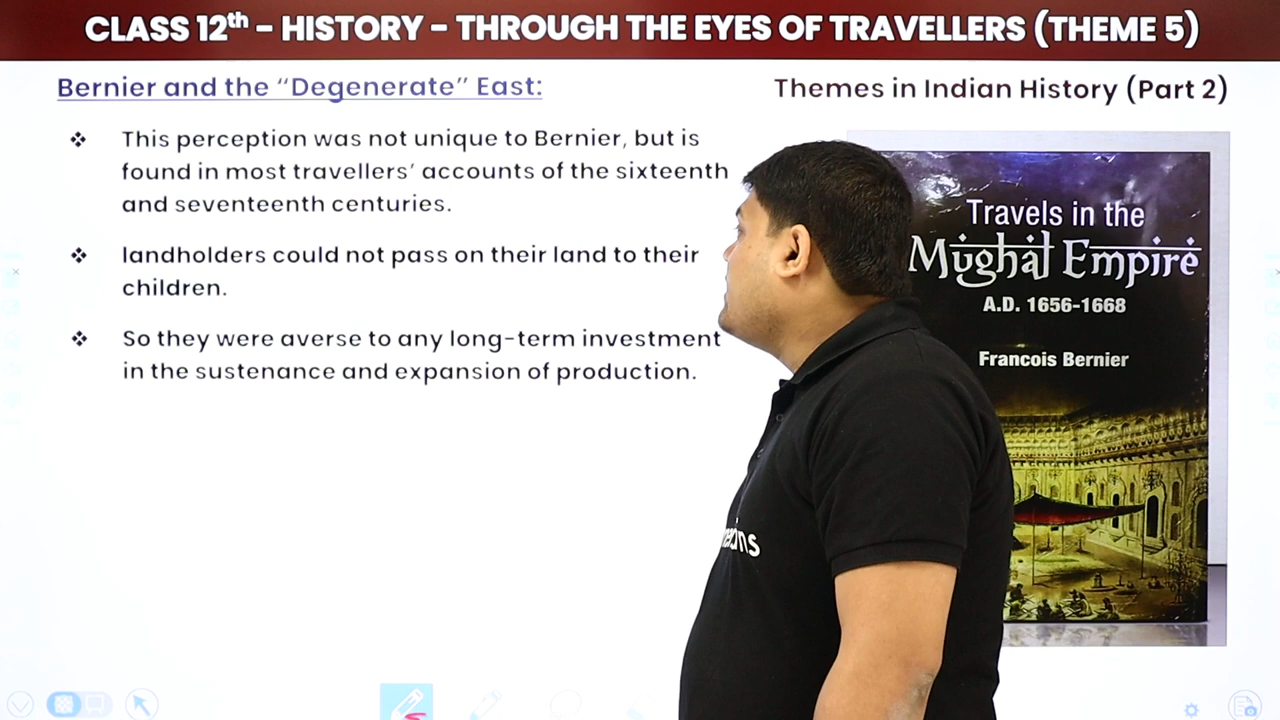 CLASS 12th - HISTORY - THROUGH THE EYES OF TRAVELLERS (THEME 5)
Bernier and the “Degenerate” East:
Themes in Indian History (Part 2)
❖ This perception was not unique to Bernier, but is
found in most travellers’ accounts of the sixteenth
and seventeenth centuries.
❖ landholders could not pass on their land to their
children.
❖ So they were averse to any long-term investment
in the sustenance and expansion of production.
Travels in the
Mughal Empire
A.D. 1656-1668
Francois Bernier